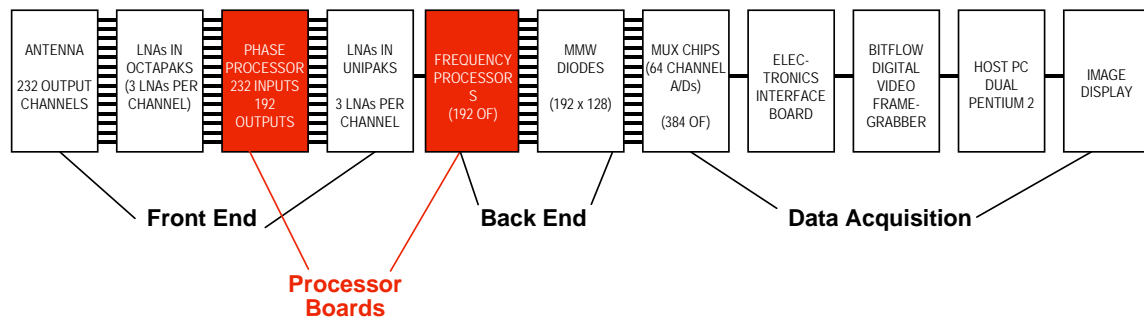 ANTENNA
232 OUTPUT
CHANNELS
LNAs IN
OCTAPAKS
(3 LNAs PER
CHANNEL)
PHASE
PROCESSOR
232 INPUTS
192
OUTPUTS
LNAs IN
UNIPAKS
3 LNAs PER
CHANNEL
FREQUENCY
PROCESSOR
S
(192 OF)
MMW
DIODES
(192 x 128)
MUX CHIPS
(64 CHANNEL
A/Ds)
(384 OF)
ELEC-
TRONICS
INTERFACE
BOARD
BITFLOW
DIGITAL
VIDEO
FRAME-
GRABBER
HOST PC
DUAL
PENTIUM 2
IMAGE
DISPLAY
Front End
Back End
Data Acquisition
Processor
Boards